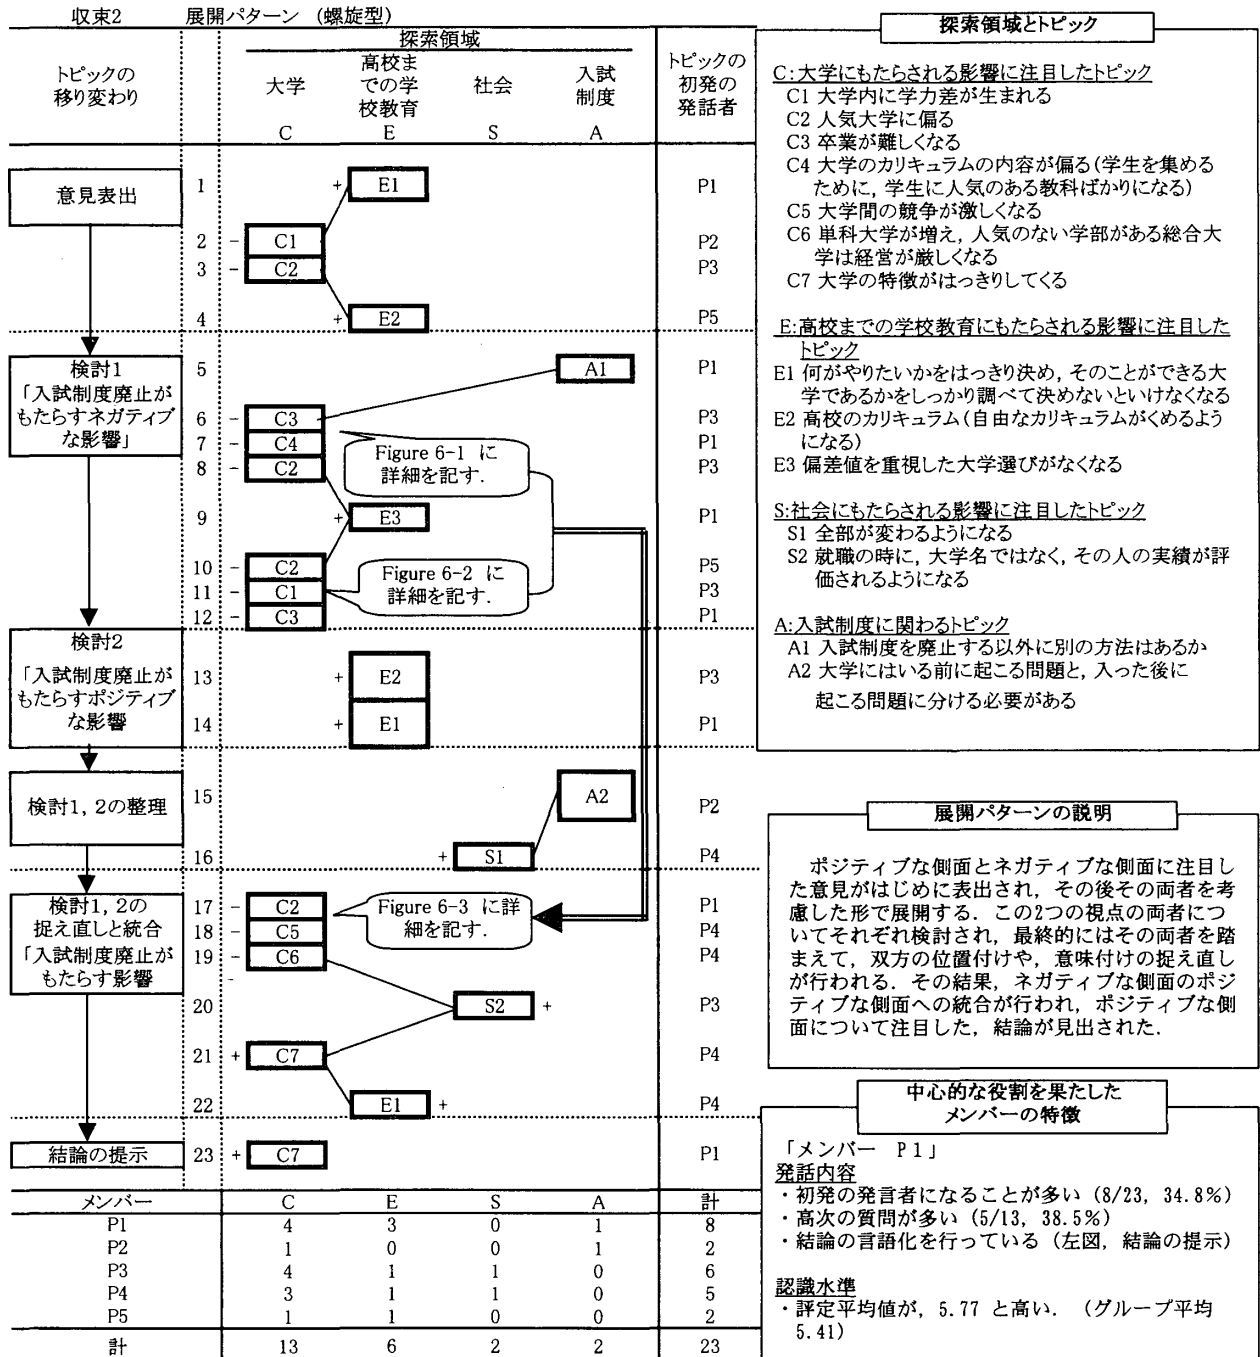 収束2 展開パターン (螺旋型)
トピックの
移り変わり
探索領域
大学
C
高校ま
での学
校教育
E
社会
S
入試
制度
A
トピックの
初発の
発話者
意見表出
1 + E1 P1
2 - C1 P2
3 - C2 P3
4 + E2 P5
検討1
「入試制度廃止が
もたらすネガティブ
な影響」
5 A1 P1
6 - C3 P3
7 - C4 P1
8 - C2 P3
Figure 6-1 に
詳細を記す.
9 + E3 P1
10 - C2 P5
11 - C1 P3
12 - C3 P1
Figure 6-2 に
詳細を記す.
検討2
「入試制度廃止が
もたらすポジティブ
な影響
13 + E2 P3
14 + E1 P1
検討1, 2の整理
15 A2 P2
16 + S1 P4
検討1, 2の
捉え直しと統合
「入試制度廃止が
もたらす影響
17 - C2 P1
18 - C5 P4
19 - C6 P4
-
Figure 6-3 に詳
細を記す.
20 S2 + P3
21 + C7 P4
22 E1 + P4
結論の提示
23 + C7 P1
メンバー C E S A 計
P1 4 3 0 1 8
P2 1 0 0 1 2
P3 4 1 1 0 6
P4 3 1 1 0 5
P5 1 1 0 0 2
計 13 6 2 2 23
探索領域とトピック
C:大学にもたらされる影響に注目したトピック
C1 大学内に学力差が生まれる
C2 人気大学に偏る
C3 卒業が難しくなる
C4 大学のカリキュラムの内容が偏る(学生を集める
ために, 学生に人気のある教科ばかりになる)
C5 大学間の競争が激しくなる
C6 単科大学が増え, 人気のない学部がある総合大
学は経営が厳しくなる
C7 大学の特徴がはっきりしてくる
E:高校までの学校教育にもたらされる影響に注目した
トピック
E1 何がやりたいかをはっきり決め, そのことができる大
学であるかをしっかり調べて決めないといけなくなる
E2 高校のカリキュラム(自由なカリキュラムがくめるよう
になる)
E3 偏差値を重視した大学選びがなくなる
S:社会にもたらされる影響に注目したトピック
S1 全部が変わるようになる
S2 就職の時に, 大学名ではなく, その人の実績が評
価されるようになる
A:入試制度に関わるトピック
A1 入試制度を廃止する以外に別の方法はあるか
A2 大学にはいる前に起こる問題と, 入った後に
起こる問題に分ける必要がある
展開パターンの説明
ポジティブな側面とネガティブな側面に注目し
た意見がはじめに表出され, その後その両者を考
慮した形で展開する. この2つの視点の両者につ
いてそれぞれ検討され, 最終的にはその両者を踏
まえて, 双方の位置付けや, 意味付けの捉え直し
が行われる. その結果, ネガティブな側面のポジ
ティブな側面への統合が行われ, ポジティブな側
面について注目した, 結論が見出された.
中心的な役割を果たした
メンバーの特徴
「メンバー P1」
発話内容
・初発の発言者になることが多い (8/23, 34.8%)
・高次の質問が多い (5/13, 38.5%)
・結論の言語化を行っている (左図, 結論の提示)
認識水準
・評定平均値が, 5.77 と高い. (グループ平均
5.41)